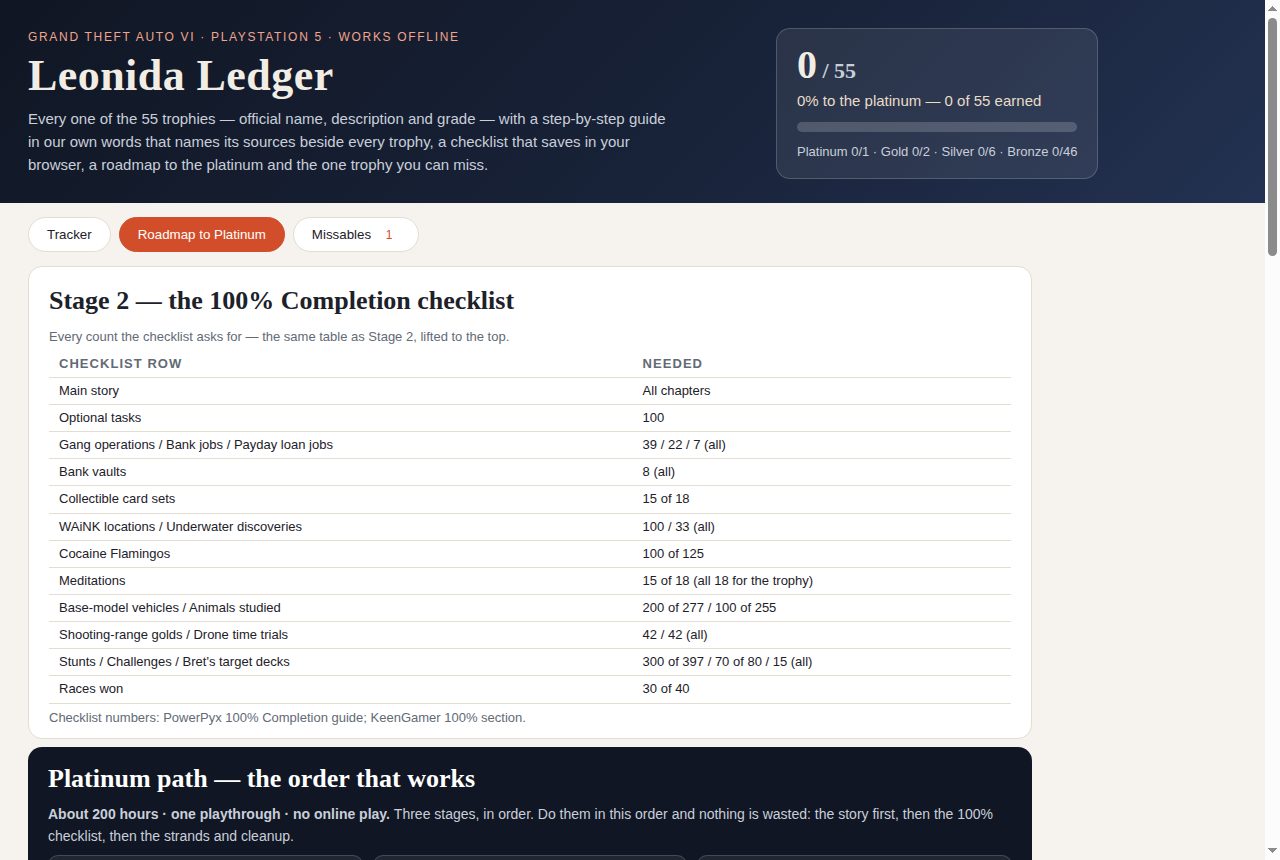 GRAND THEFT AUTO VI · PLAYSTATION 5 · WORKS OFFLINE
Leonida Ledger
Every one of the 55 trophies — official name, description and grade — with a step-by-step guide
in our own words that names its sources beside every trophy, a checklist that saves in your
browser, a roadmap to the platinum and the one trophy you can miss.
0 / 55
0% to the platinum — 0 of 55 earned
Platinum 0/1 · Gold 0/2 · Silver 0/6 · Bronze 0/46
Tracker
Roadmap to Platinum
Missables 1
Stage 2 — the 100% Completion checklist
Every count the checklist asks for — the same table as Stage 2, lifted to the top.
CHECKLIST ROW NEEDED
Main story All chapters
Optional tasks 100
Gang operations / Bank jobs / Payday loan jobs 39 / 22 / 7 (all)
Bank vaults 8 (all)
Collectible card sets 15 of 18
WAiNK locations / Underwater discoveries 100 / 33 (all)
Cocaine Flamingos 100 of 125
Meditations 15 of 18 (all 18 for the trophy)
Base-model vehicles / Animals studied 200 of 277 / 100 of 255
Shooting-range golds / Drone time trials 42 / 42 (all)
Stunts / Challenges / Bret's target decks 300 of 397 / 70 of 80 / 15 (all)
Races won 30 of 40
Checklist numbers: PowerPyx 100% Completion guide; KeenGamer 100% section.
Platinum path — the order that works
About 200 hours · one playthrough · no online play. Three stages, in order. Do them in this order and nothing is wasted: the story first, then the 100%
checklist, then the strands and cleanup.